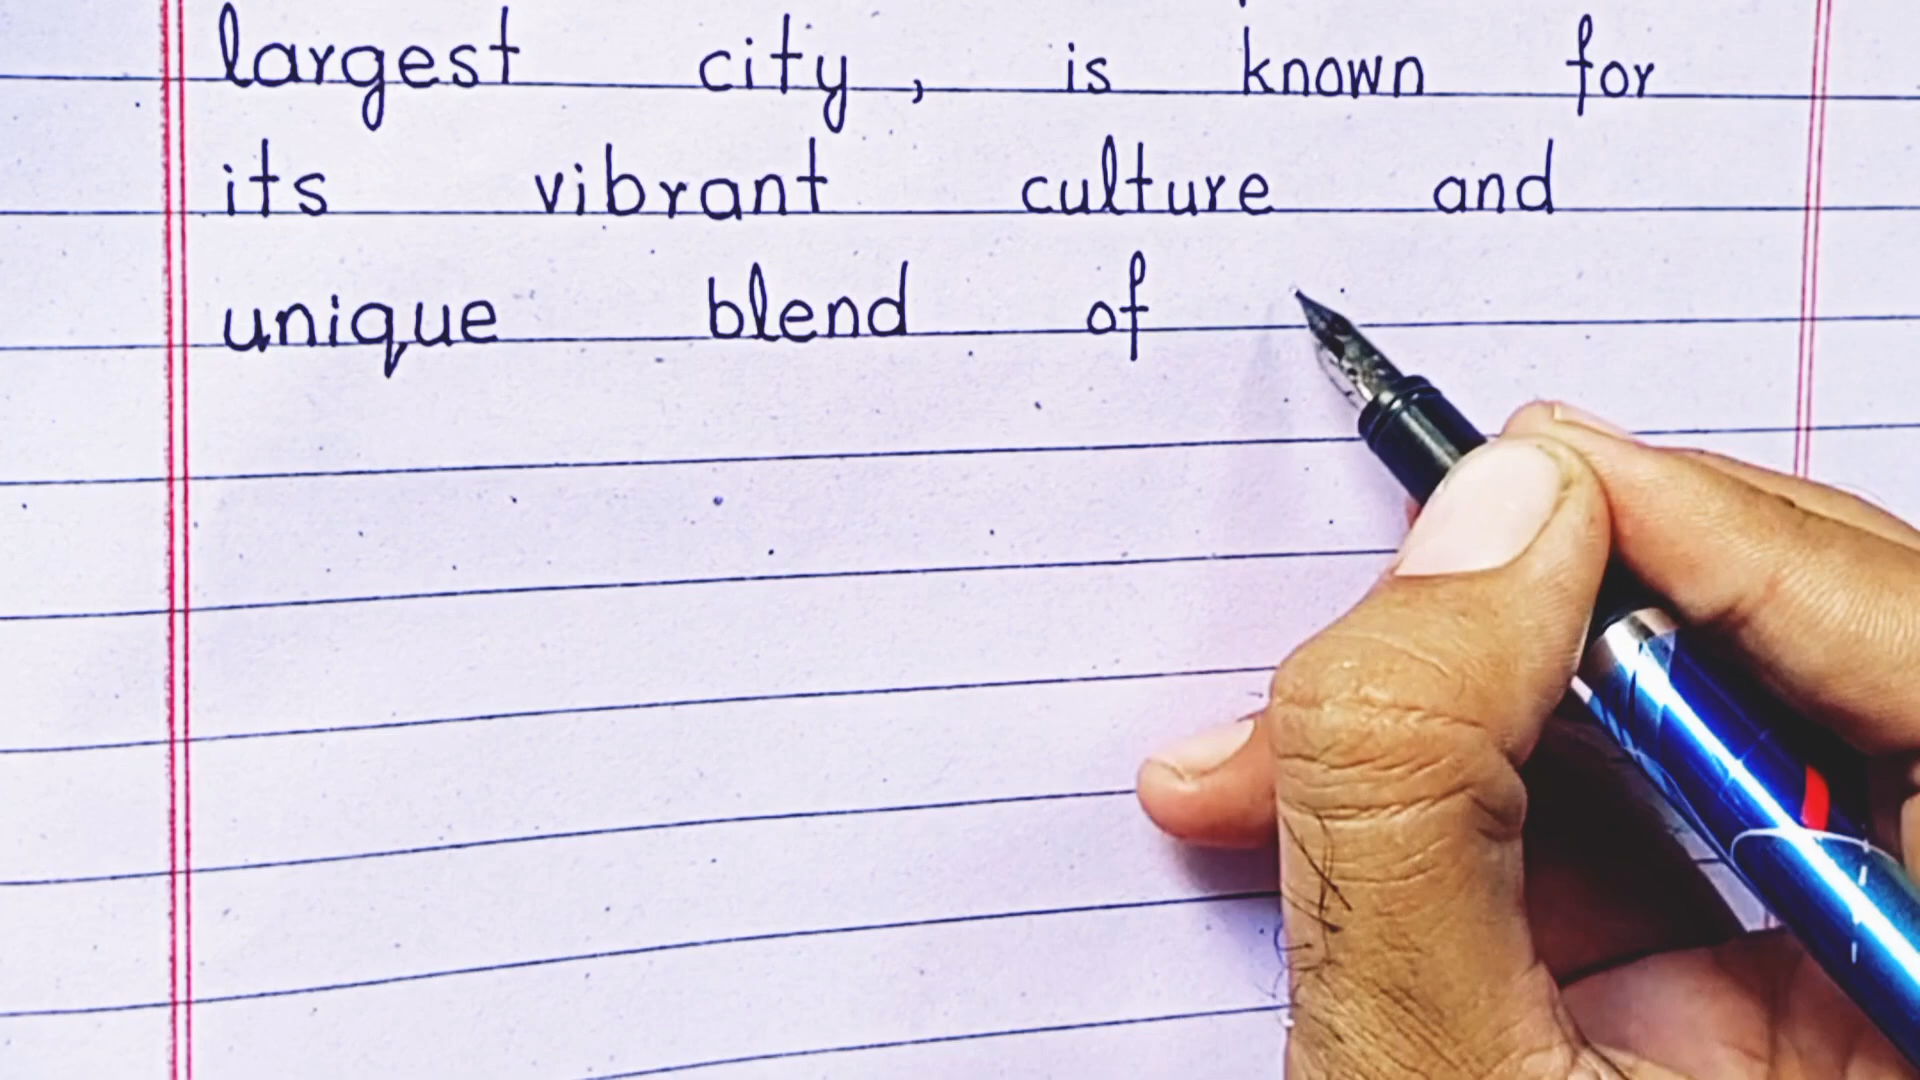 largest city, is known for
its vibrant culture and
unique blend of